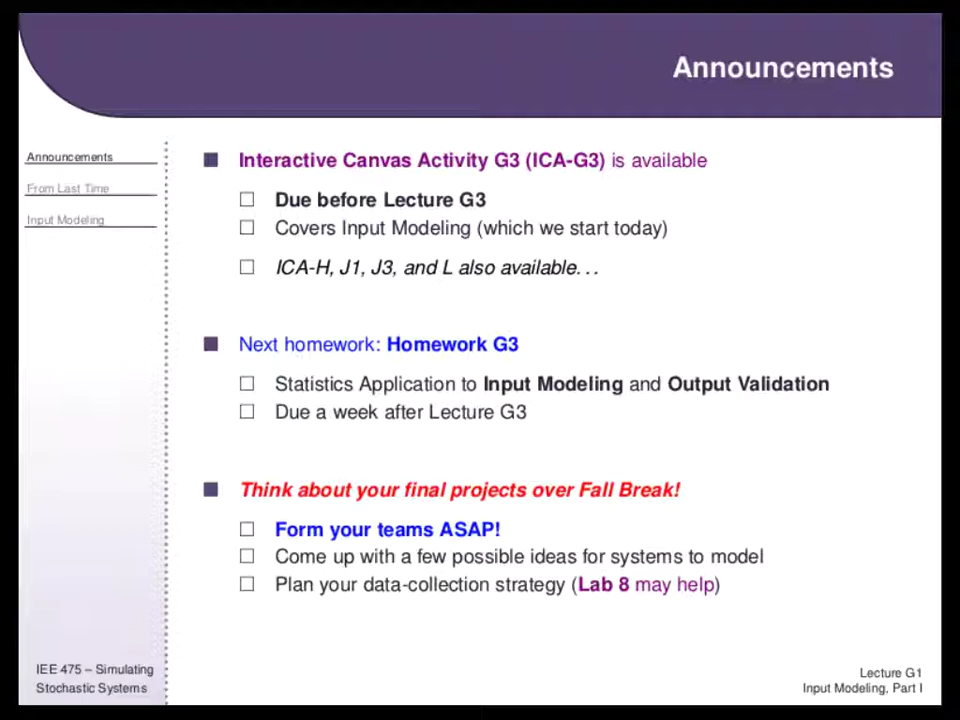 Announcements
Announcements
From Last Time
Input Modeling
Interactive Canvas Activity G3 (ICA-G3) is available
Due before Lecture G3
Covers Input Modeling (which we start today)
ICA-H, J1, J3, and L also available...
Next homework: Homework G3
Statistics Application to Input Modeling and Output Validation
Due a week after Lecture G3
Think about your final projects over Fall Break!
Form your teams ASAP!
Come up with a few possible ideas for systems to model
Plan your data-collection strategy (Lab 8 may help)
IEE 475 – Simulating
Stochastic Systems
Lecture G1
Input Modeling, Part I